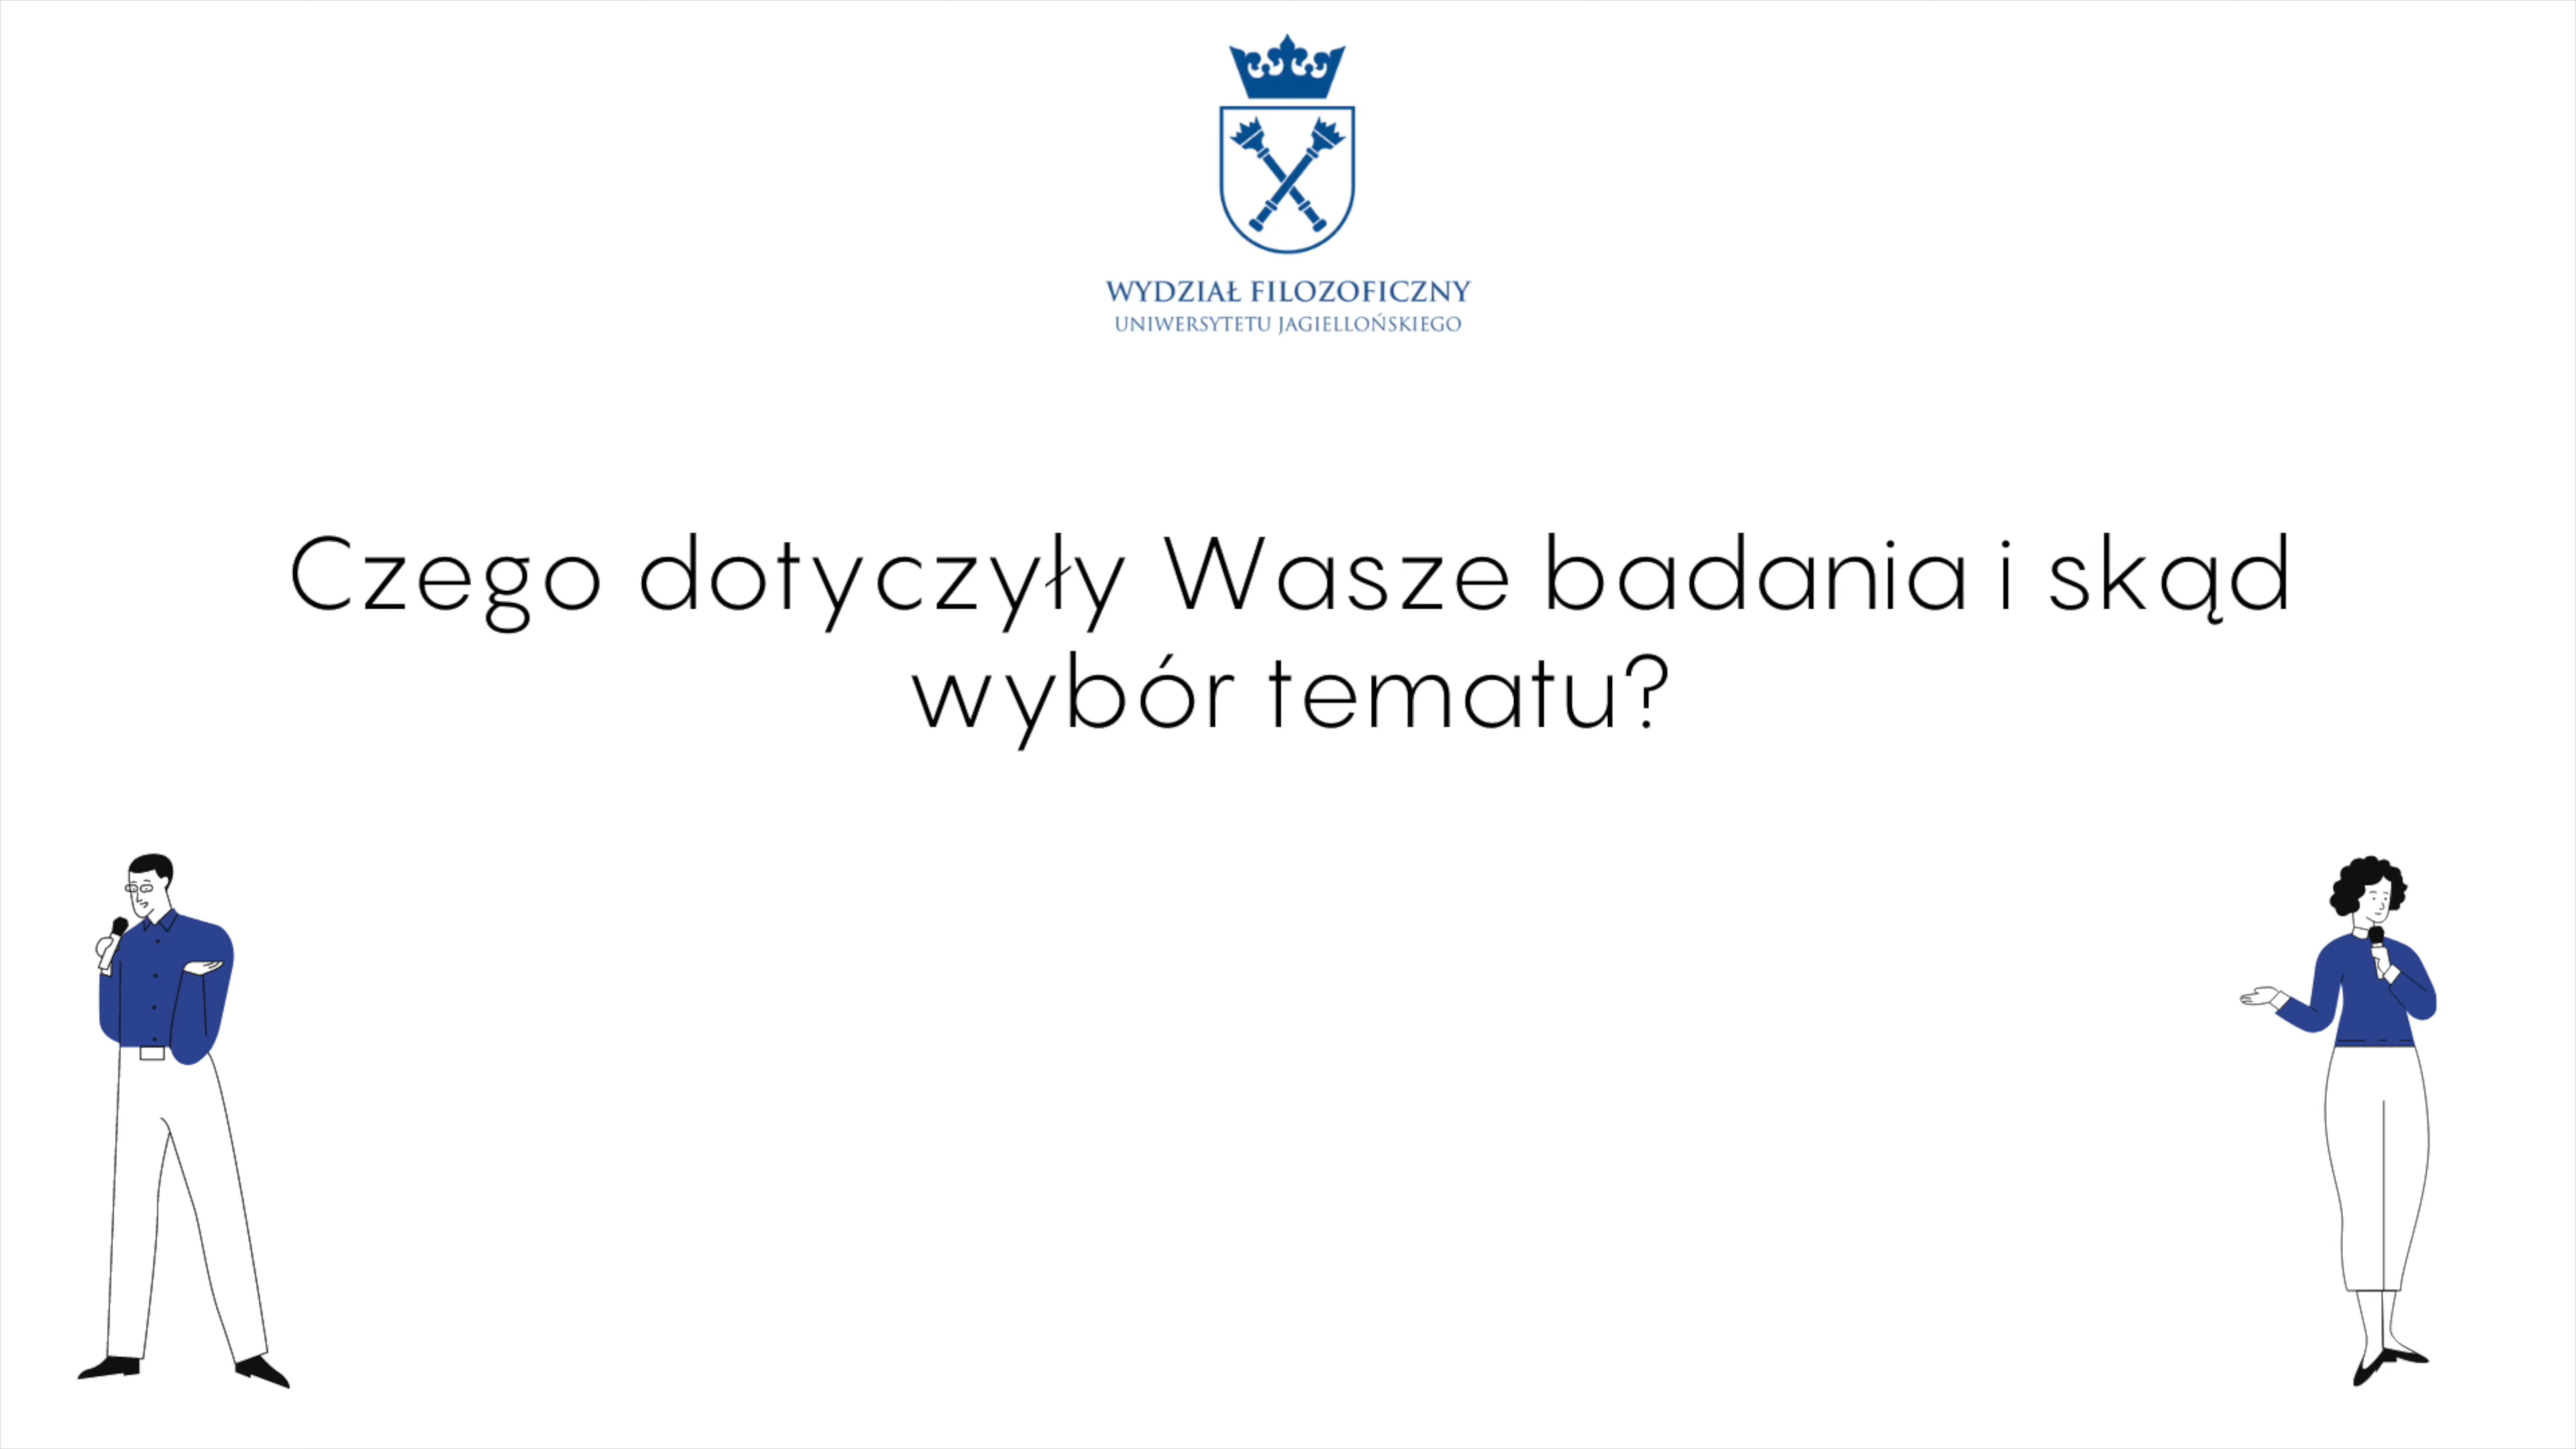 WYDZIAŁ FILOZOFICZNY
UNIWERSYTETU JAGIELLOŃSKIEGO
Czego dotyczyły Wasze badania i skąd
wybór tematu?